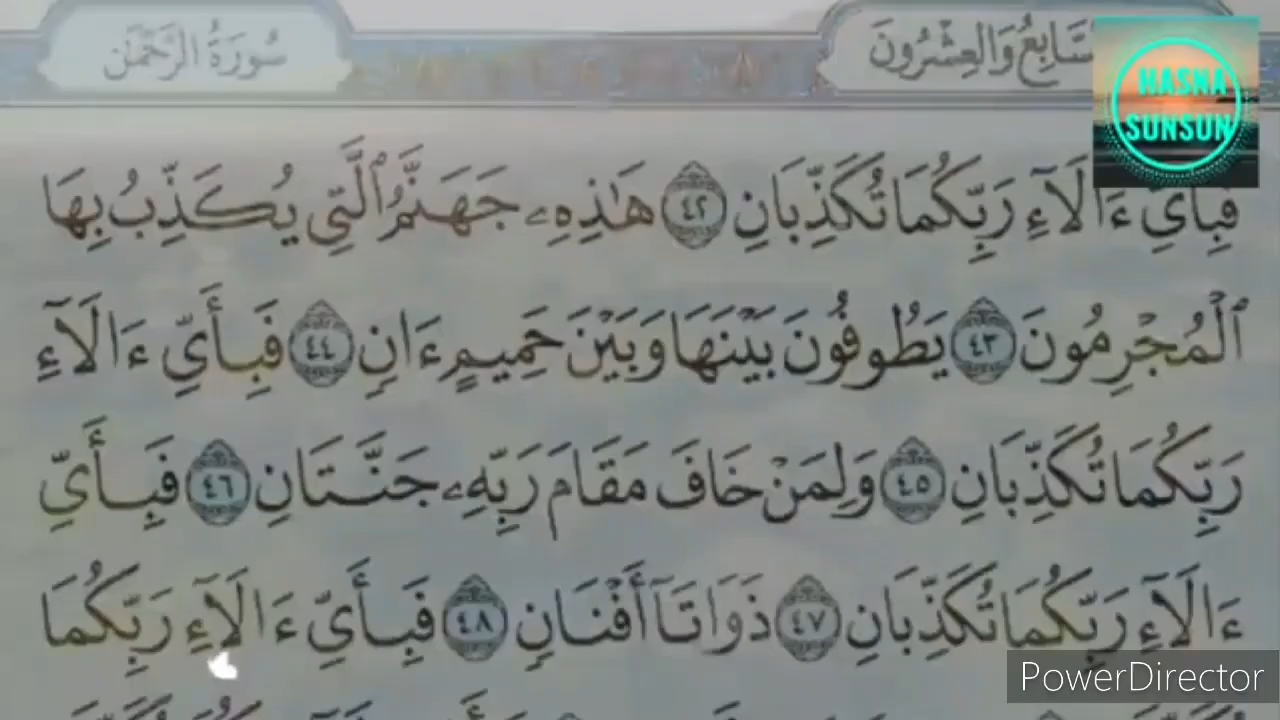 سُورَةُ الرَّحْمَٰن
السَّابِعُ وَالعِشْرُونَ
HASNA
SUNSUN
فَبِأَيِّ ءَالَآءِ رَبِّكُمَا تُكَذِّبَانِ ٤٢ هَٰذِهِۦ جَهَنَّمُ ٱلَّتِي يُكَذِّبُ بِهَا
ٱلۡمُجۡرِمُونَ ٤٣ يَطُوفُونَ بَيۡنَهَا وَبَيۡنَ حَمِيمٍ ءَانٖ ٤٤ فَبِأَيِّ ءَالَآءِ
رَبِّكُمَا تُكَذِّبَانِ ٤٥ وَلِمَنۡ خَافَ مَقَامَ رَبِّهِۦ جَنَّتَانِ ٤٦ فَبِأَيِّ
ءَالَآءِ رَبِّكُمَا تُكَذِّبَانِ ٤٧ ذَوَاتَآ أَفۡنَانٖ ٤٨ فَبِأَيِّ ءَالَآءِ رَبِّكُمَا
PowerDirector